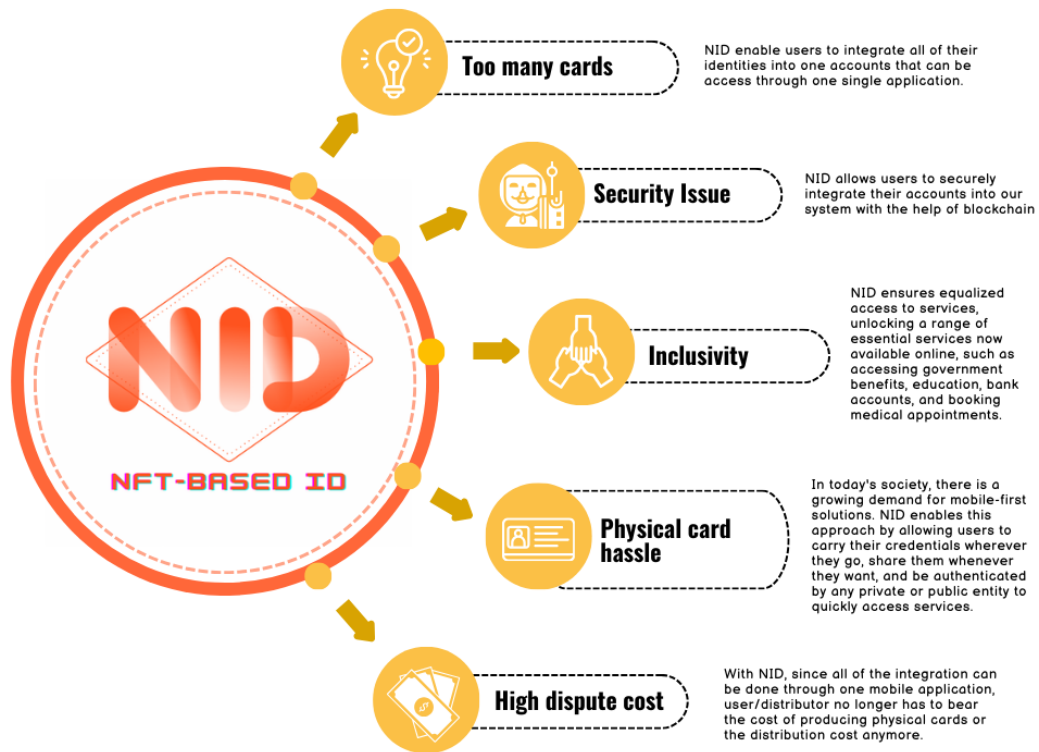 Too many cards
NID enable users to integrate all of their
identities into one accounts that can be
access through one single application.
Security Issue
NID allows users to securely
integrate their accounts into our
system with the help of blockchain
NID
NFT-BASED ID
Inclusivity
NID ensures equalized
access to services,
unlocking a range of
essential services now
available online, such as
accessing government
benefits, education, bank
accounts, and booking
medical appointments.
Physical card
hassle
In today's society, there is a
growing demand for mobile-first
solutions. NID enables this
approach by allowing users to
carry their credentials wherever
they go, share them whenever
they want, and be authenticated
by any private or public entity to
quickly access services.
High dispute cost
With NID, since all of the integration can
be done through one mobile application,
user/distributor no longer has to bear
the cost of producing physical cards or
the distribution cost anymore.